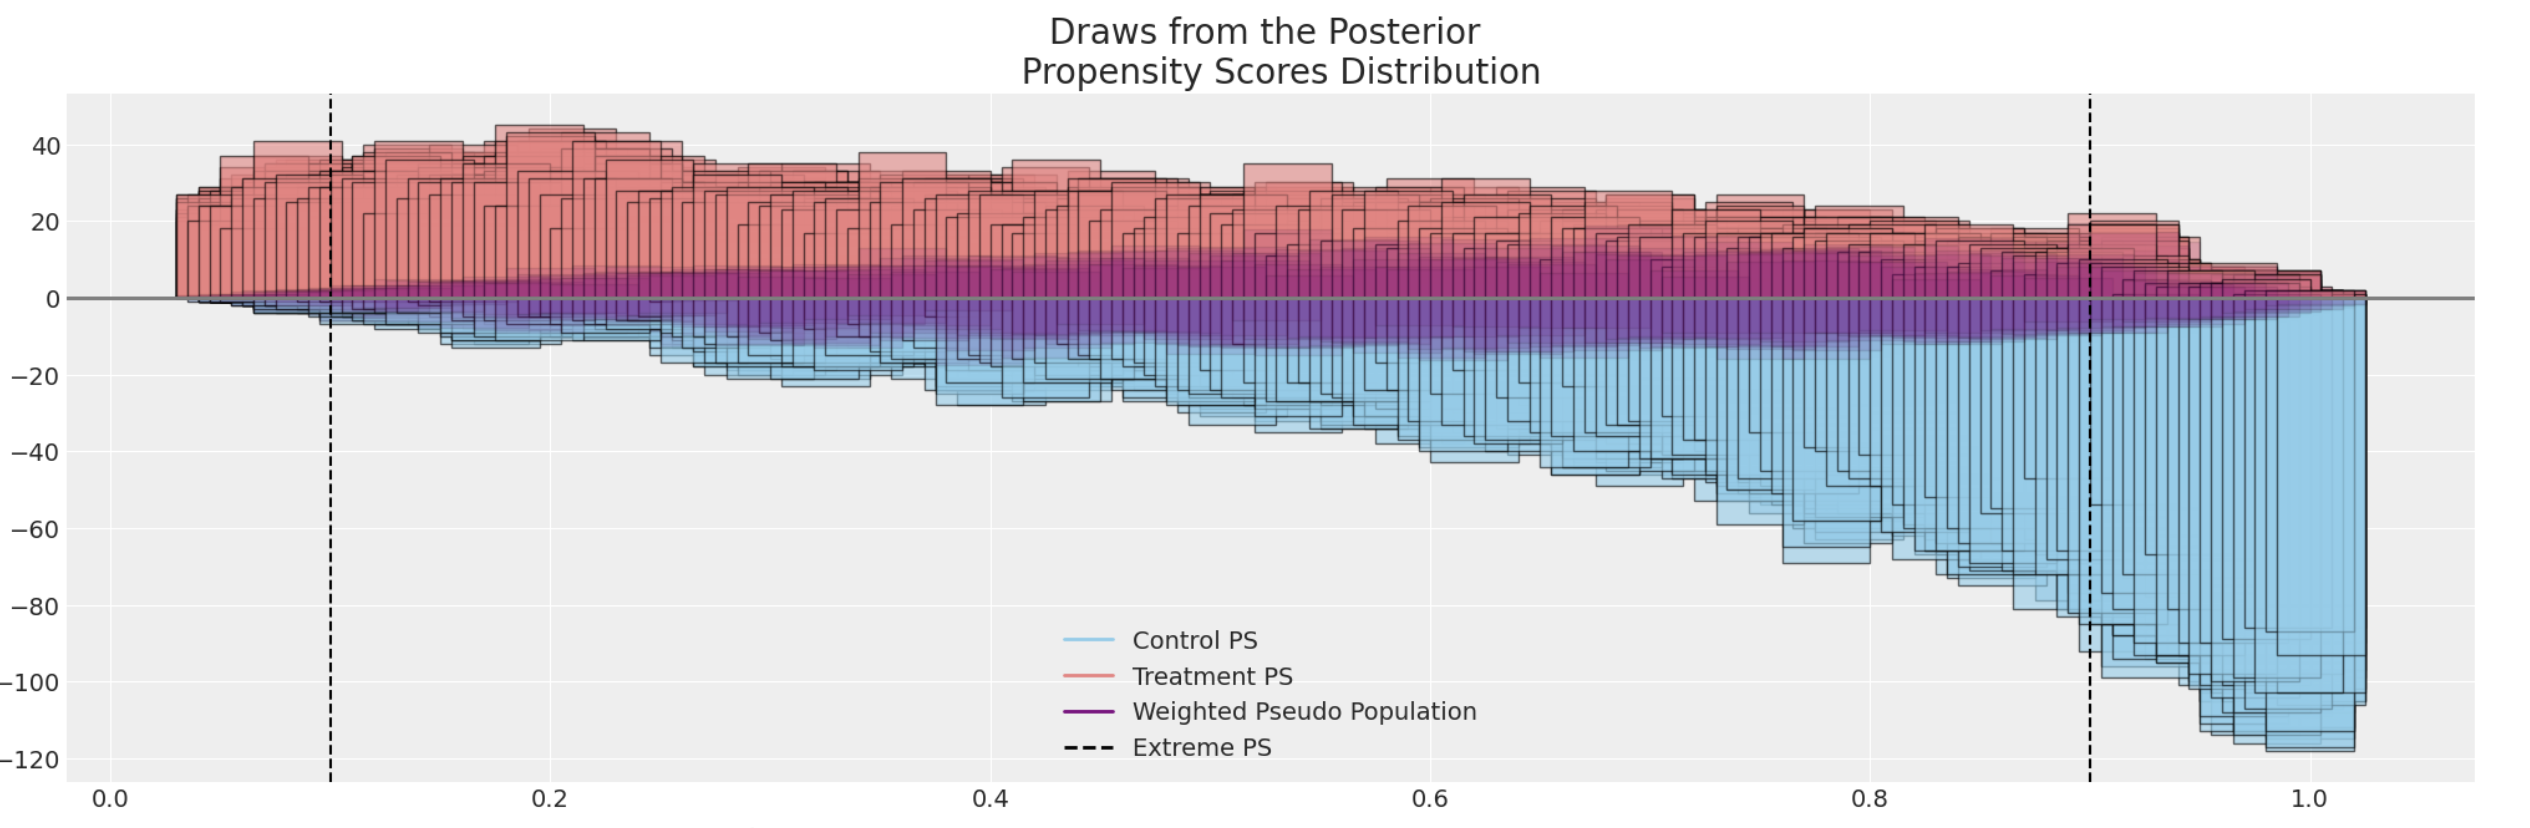 Draws from the Posterior
Propensity Scores Distribution
40
20
0
−20
−40
−60
−80
−100
−120
Control PS
Treatment PS
Weighted Pseudo Population
Extreme PS
0.0 0.2 0.4 0.6 0.8 1.0